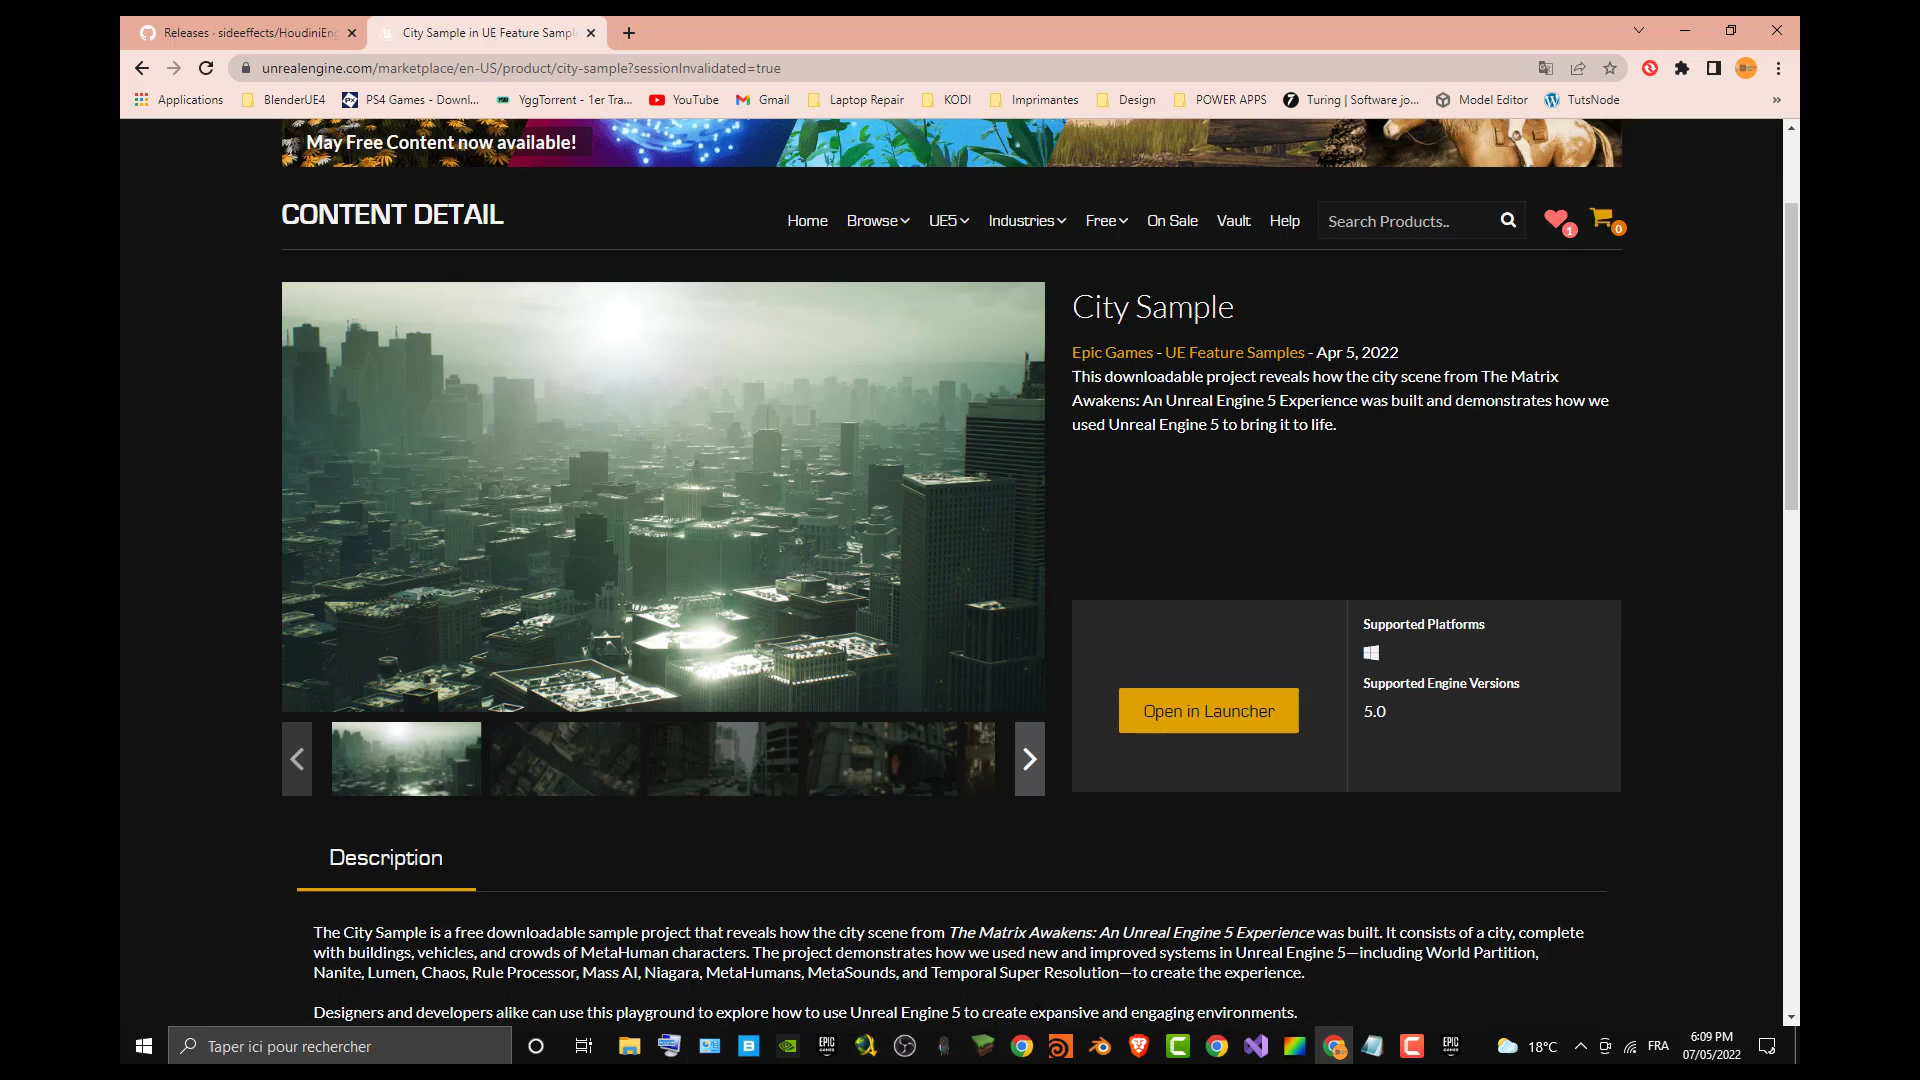 Releases · sideeffects/HoudiniEn
City Sample in UE Feature Sampl
unrealengine.com/marketplace/en-US/product/city-sample?sessionInvalidated=true
Applications
BlenderUE4
PS4 Games - Downl...
YggTorrent - 1er Tra...
YouTube
Gmail
Laptop Repair
KODI
Imprimantes
Design
POWER APPS
Turing | Software jo...
Model Editor
TutsNode
May Free Content now available!
CONTENT DETAIL
Home
Browse
UE5
Industries
Free
On Sale
Vault
Help
Search Products..
1
0
City Sample
Epic Games - UE Feature Samples - Apr 5, 2022
This downloadable project reveals how the city scene from The Matrix
Awakens: An Unreal Engine 5 Experience was built and demonstrates how we
used Unreal Engine 5 to bring it to life.
Open in Launcher
Supported Platforms
Supported Engine Versions
5.0
Description
The City Sample is a free downloadable sample project that reveals how the city scene from The Matrix Awakens: An Unreal Engine 5 Experience was built. It consists of a city, complete
with buildings, vehicles, and crowds of MetaHuman characters. The project demonstrates how we used new and improved systems in Unreal Engine 5—including World Partition,
Nanite, Lumen, Chaos, Rule Processor, Mass AI, Niagara, MetaHumans, MetaSounds, and Temporal Super Resolution—to create the experience.
Designers and developers alike can use this playground to explore how to use Unreal Engine 5 to create expansive and engaging environments.
Taper ici pour rechercher
18°C
FRA
6:09 PM
07/05/2022